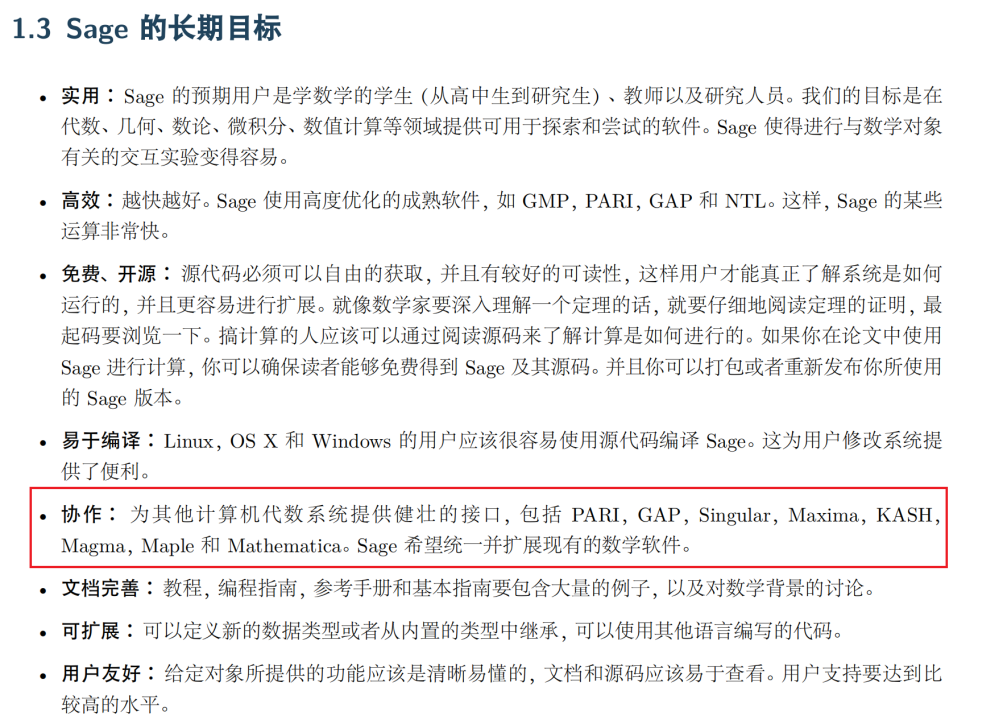 1.3 Sage 的长期目标
• 实用：Sage 的预期用户是学数学的学生 (从高中生到研究生) 、教师以及研究人员。我们的目标是在
代数、几何、数论、微积分、数值计算等领域提供可用于探索和尝试的软件。Sage 使得进行与数学对象
有关的交互实验变得容易。
• 高效：越快越好。Sage 使用高度优化的成熟软件, 如 GMP, PARI, GAP 和 NTL。这样, Sage 的某些
运算非常快。
• 免费、开源：源代码必须可以自由的获取, 并且有较好的可读性, 这样用户才能真正了解系统是如何
运行的, 并且更容易进行扩展。就像数学家要深入理解一个定理的话, 就要仔细地阅读定理的证明, 最
起码要浏览一下。搞计算的人应该可以通过阅读源码来了解计算是如何进行的。如果你在论文中使用
Sage 进行计算, 你可以确保读者能够免费得到 Sage 及其源码。并且你可以打包或者重新发布你所使用
的 Sage 版本。
• 易于编译：Linux, OS X 和 Windows 的用户应该很容易使用源代码编译 Sage。这为用户修改系统提
供了便利。
• 协作：为其他计算机代数系统提供健壮的接口, 包括 PARI, GAP, Singular, Maxima, KASH,
Magma, Maple 和 Mathematica。Sage 希望统一并扩展现有的数学软件。
• 文档完善：教程, 编程指南, 参考手册和基本指南要包含大量的例子, 以及对数学背景的讨论。
• 可扩展：可以定义新的数据类型或者从内置的类型中继承, 可以使用其他语言编写的代码。
• 用户友好：给定对象所提供的功能应该是清晰易懂的, 文档和源码应该易于查看。用户支持要达到比
较高的水平。